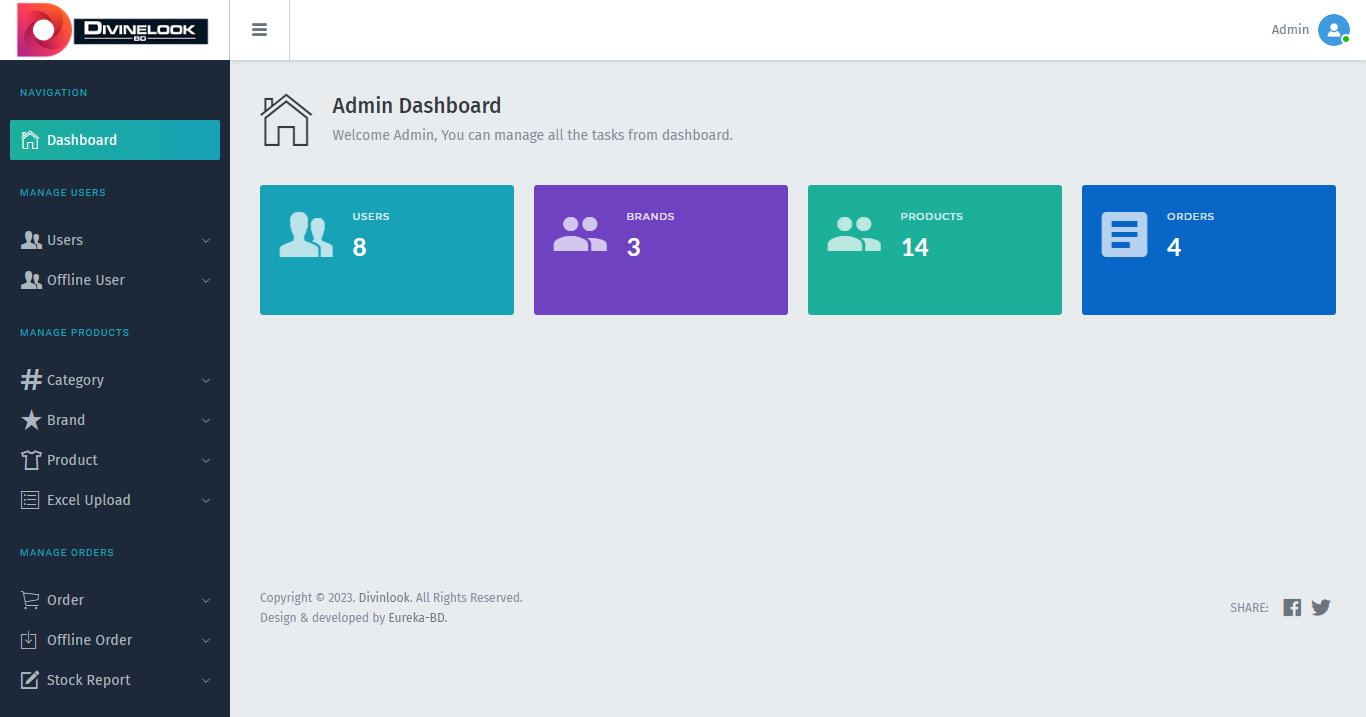 DIVINELOOK
BD
Admin
NAVIGATION
Dashboard
MANAGE USERS
Users
Offline User
MANAGE PRODUCTS
Category
Brand
Product
Excel Upload
MANAGE ORDERS
Order
Offline Order
Stock Report
Admin Dashboard
Welcome Admin, You can manage all the tasks from dashboard.
USERS
8
BRANDS
3
PRODUCTS
14
ORDERS
4
Copyright © 2023. Divinlook. All Rights Reserved.
Design & developed by Eureka-BD.
SHARE: